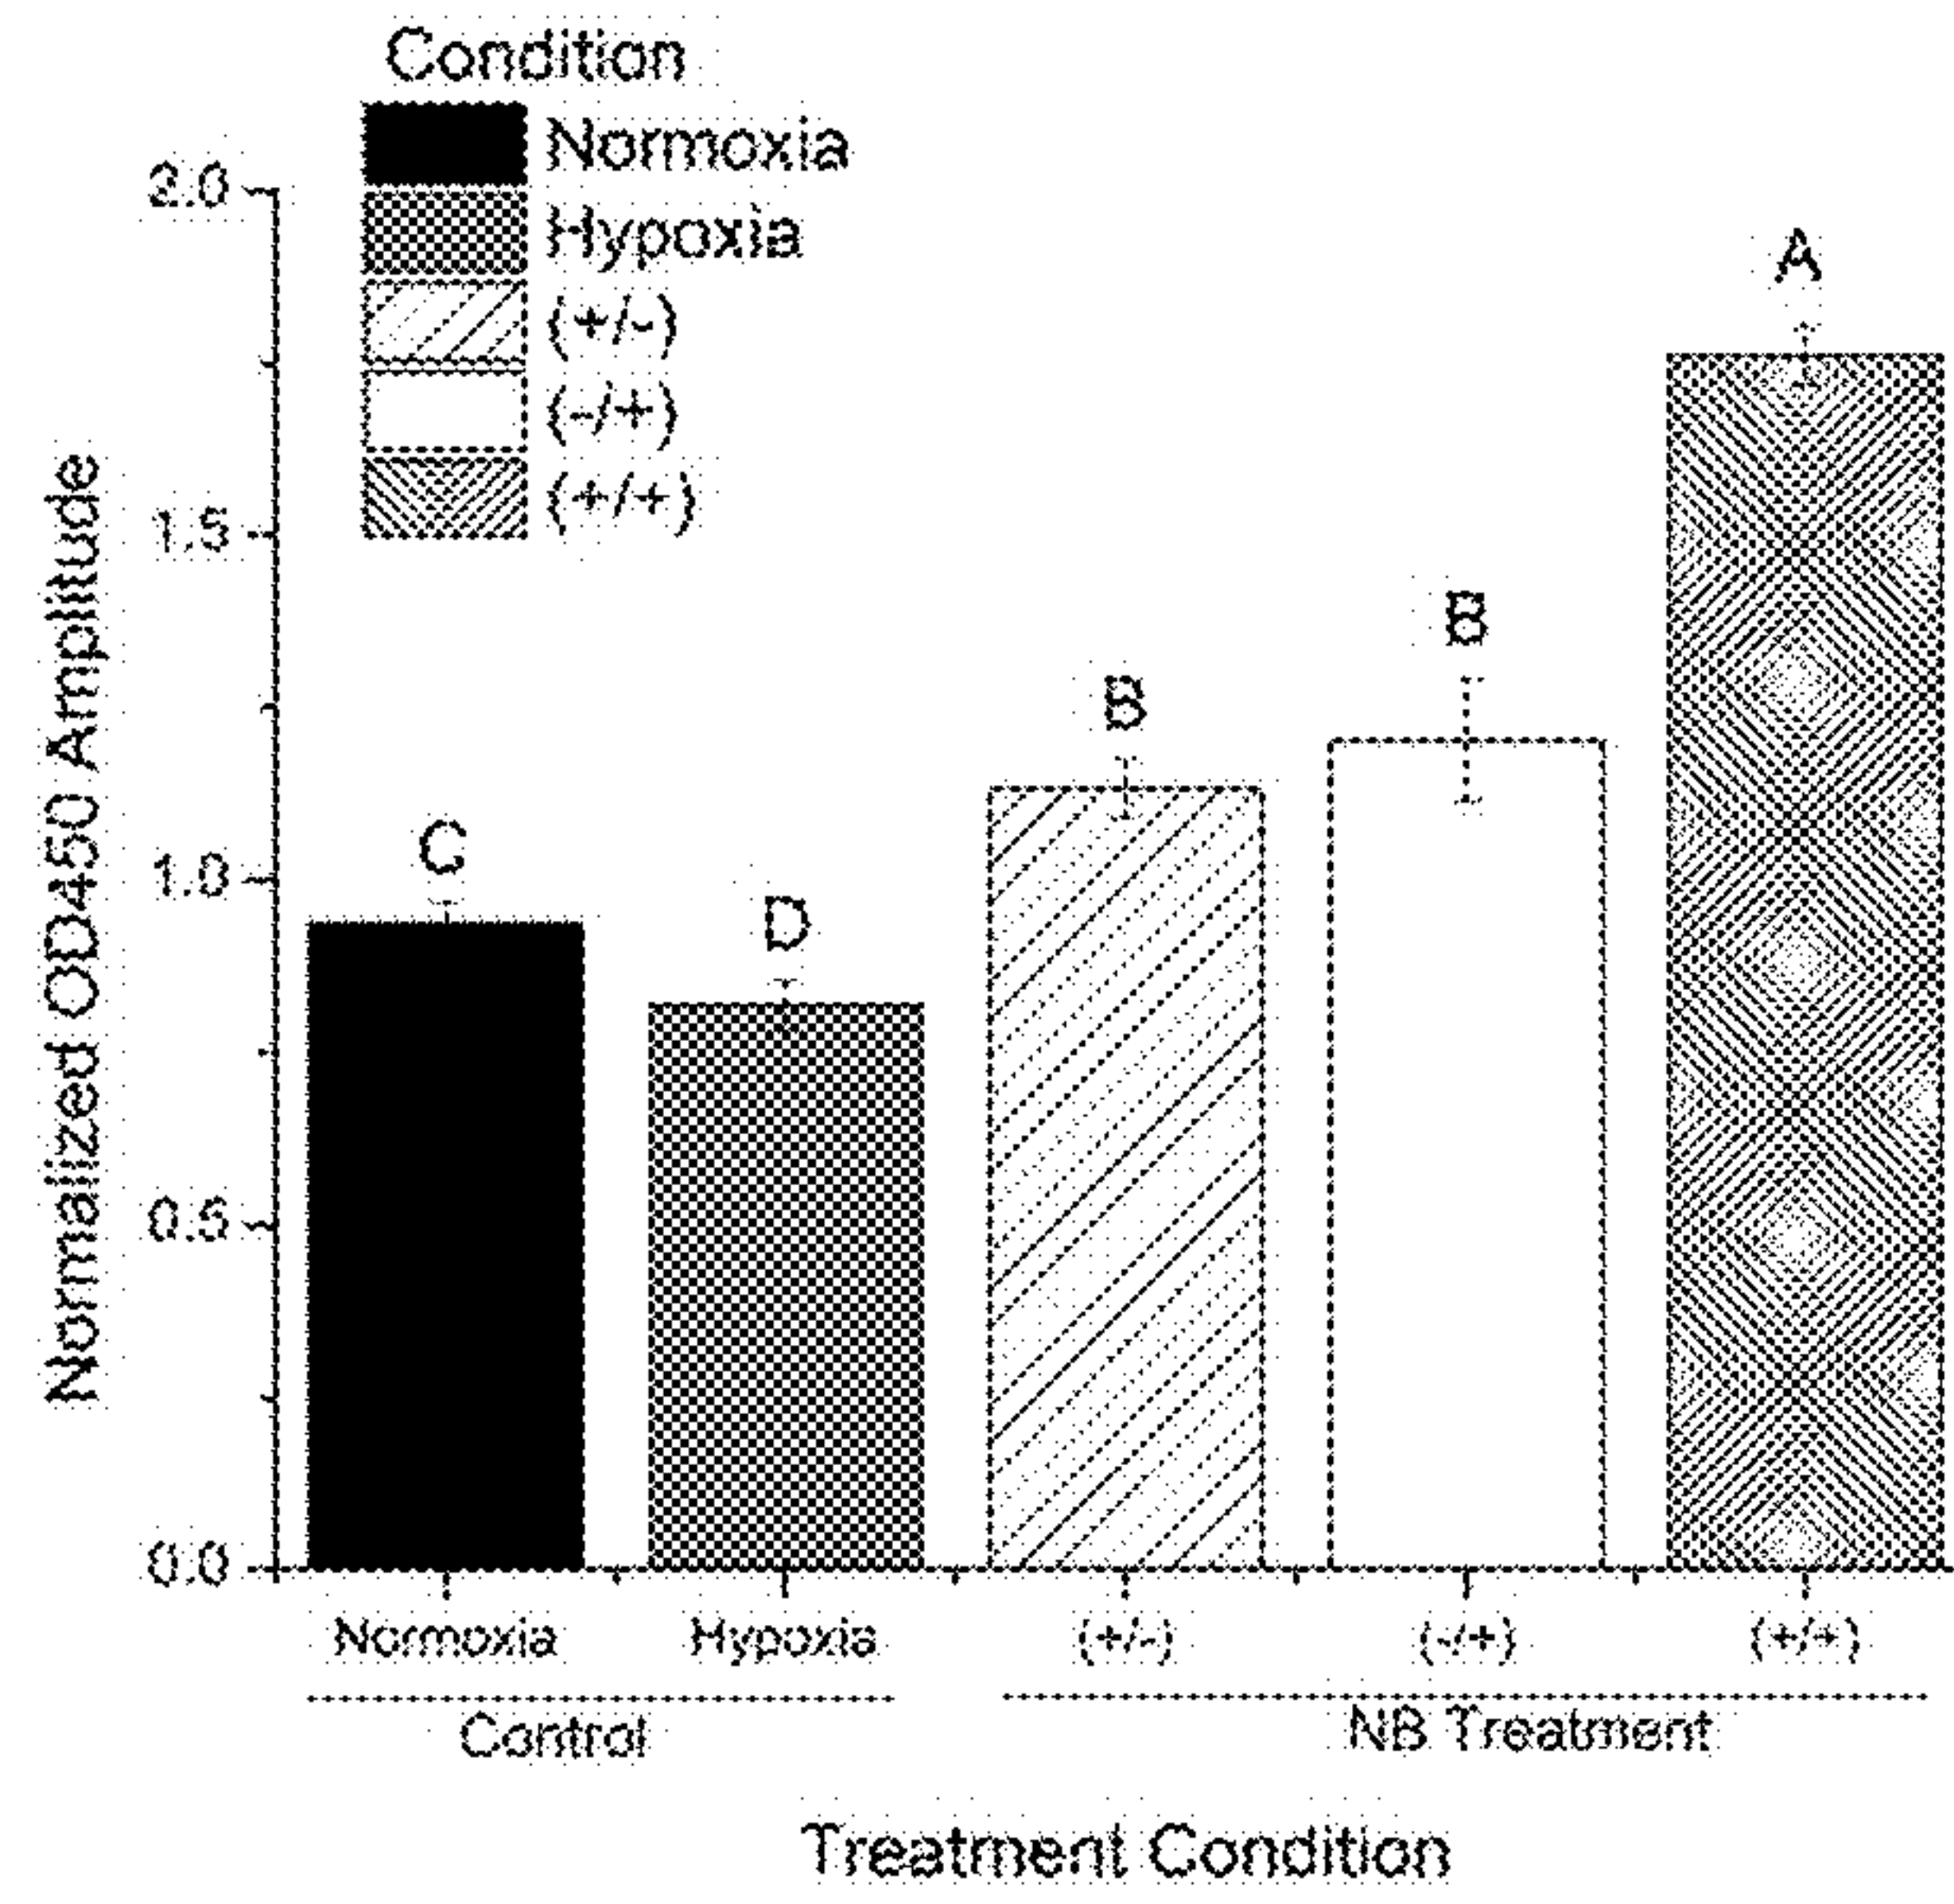 Condition
Normoxia
Hypoxia
(+/-)
(-/+)
(+/+)
Normalized OD450 Amplitude
2.0
1.5
1.0
0.5
0.0
C
D
B
B
A
Normoxia Hypoxia (+/-) (-/+) (+/+)
Control NB Treatment
Treatment Condition